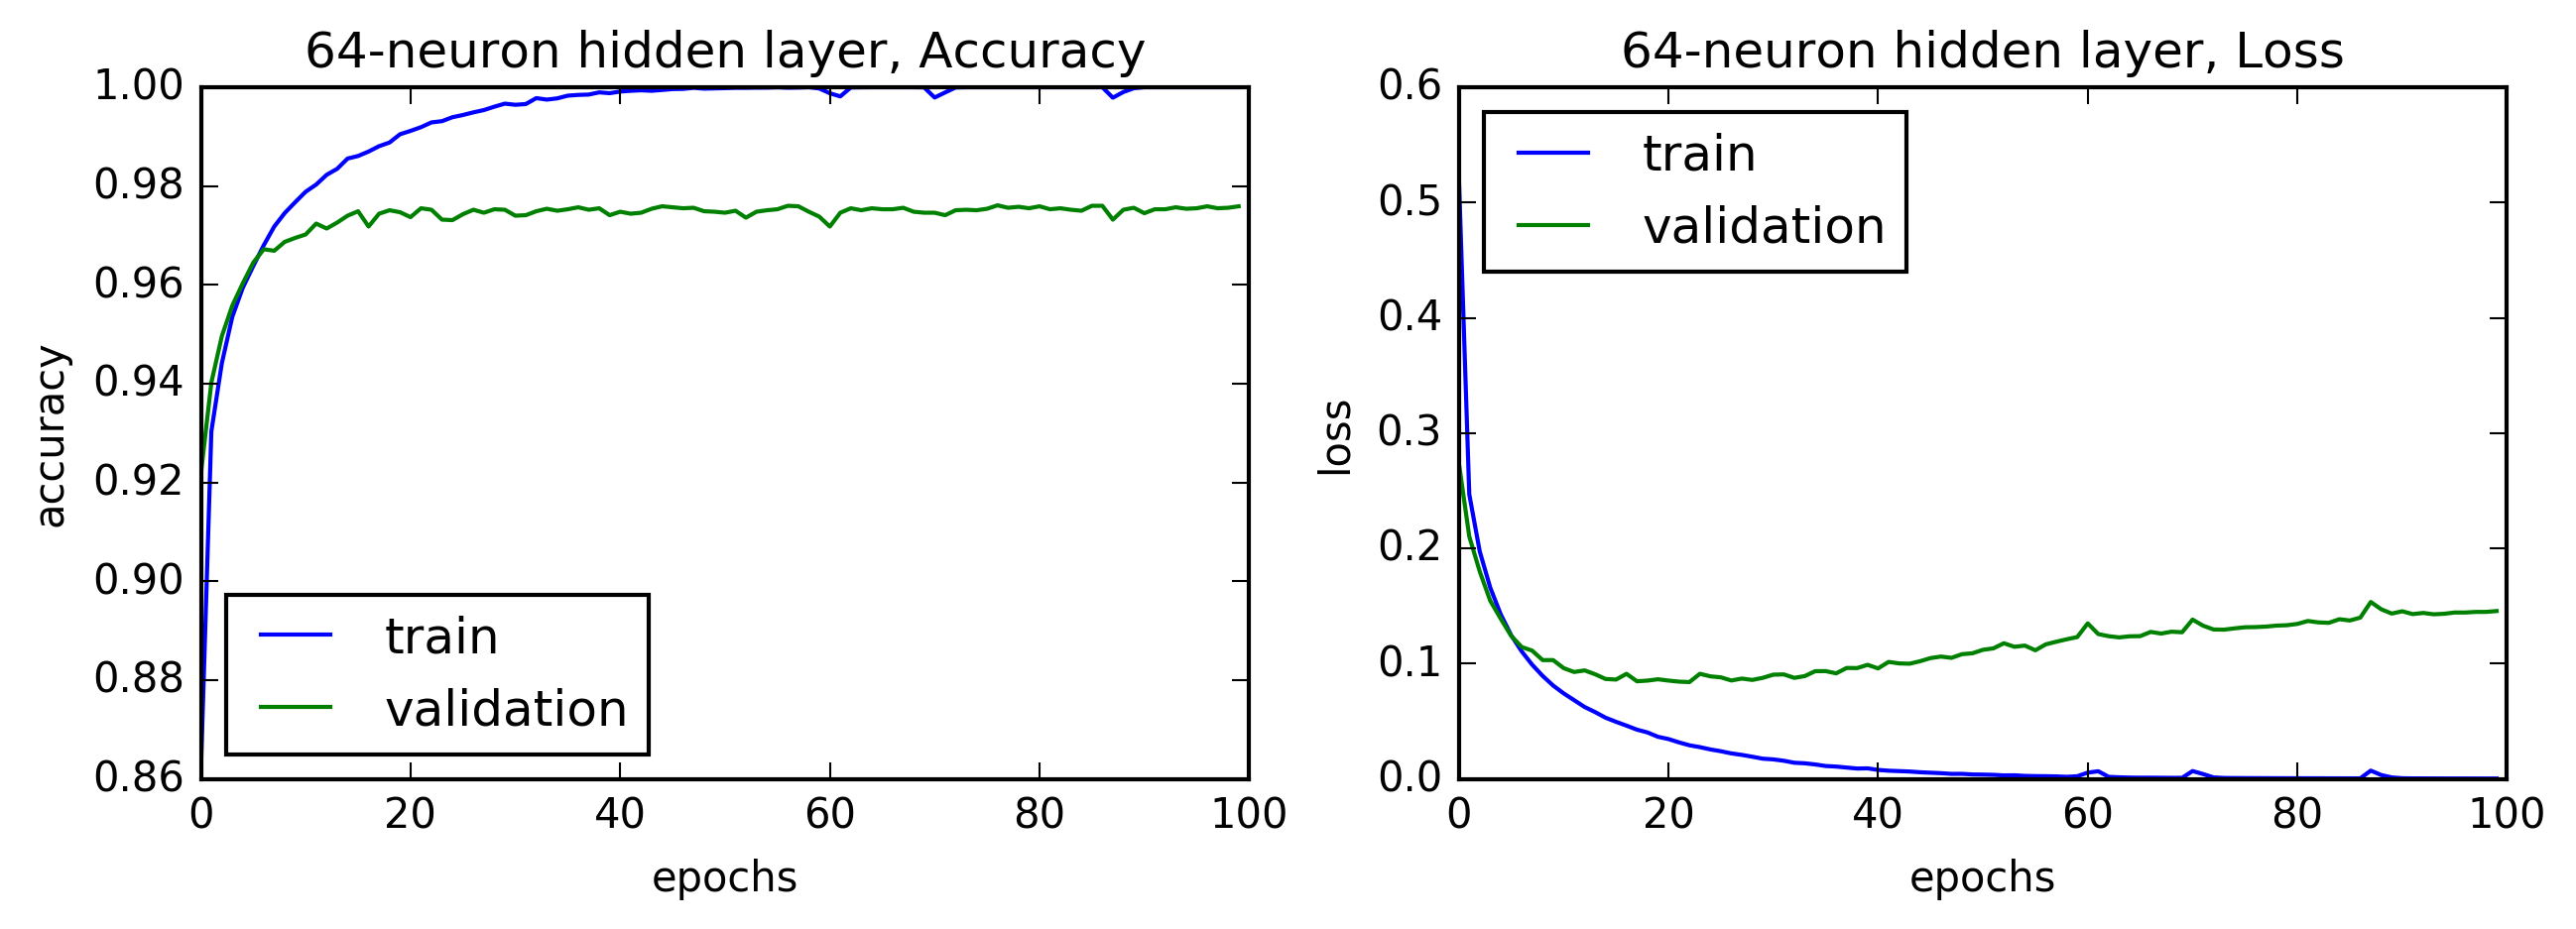 64-neuron hidden layer, Accuracy
1.00
0.98
0.96
0.94
0.92
0.90
0.88
0.86
accuracy
train
validation
0 20 40 60 80 100
epochs
64-neuron hidden layer, Loss
0.6
0.5
0.4
0.3
0.2
0.1
0.0
loss
train
validation
0 20 40 60 80 100
epochs